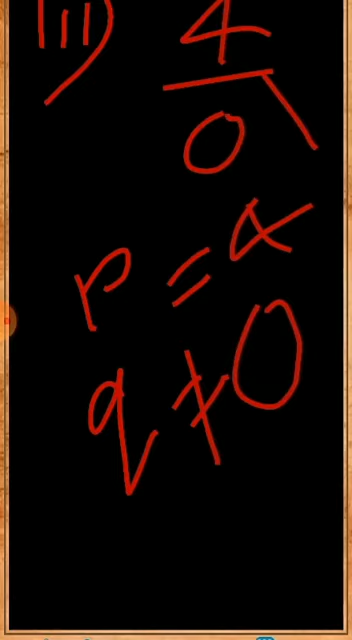 III) 4
0
p = 4
q ≠ 0